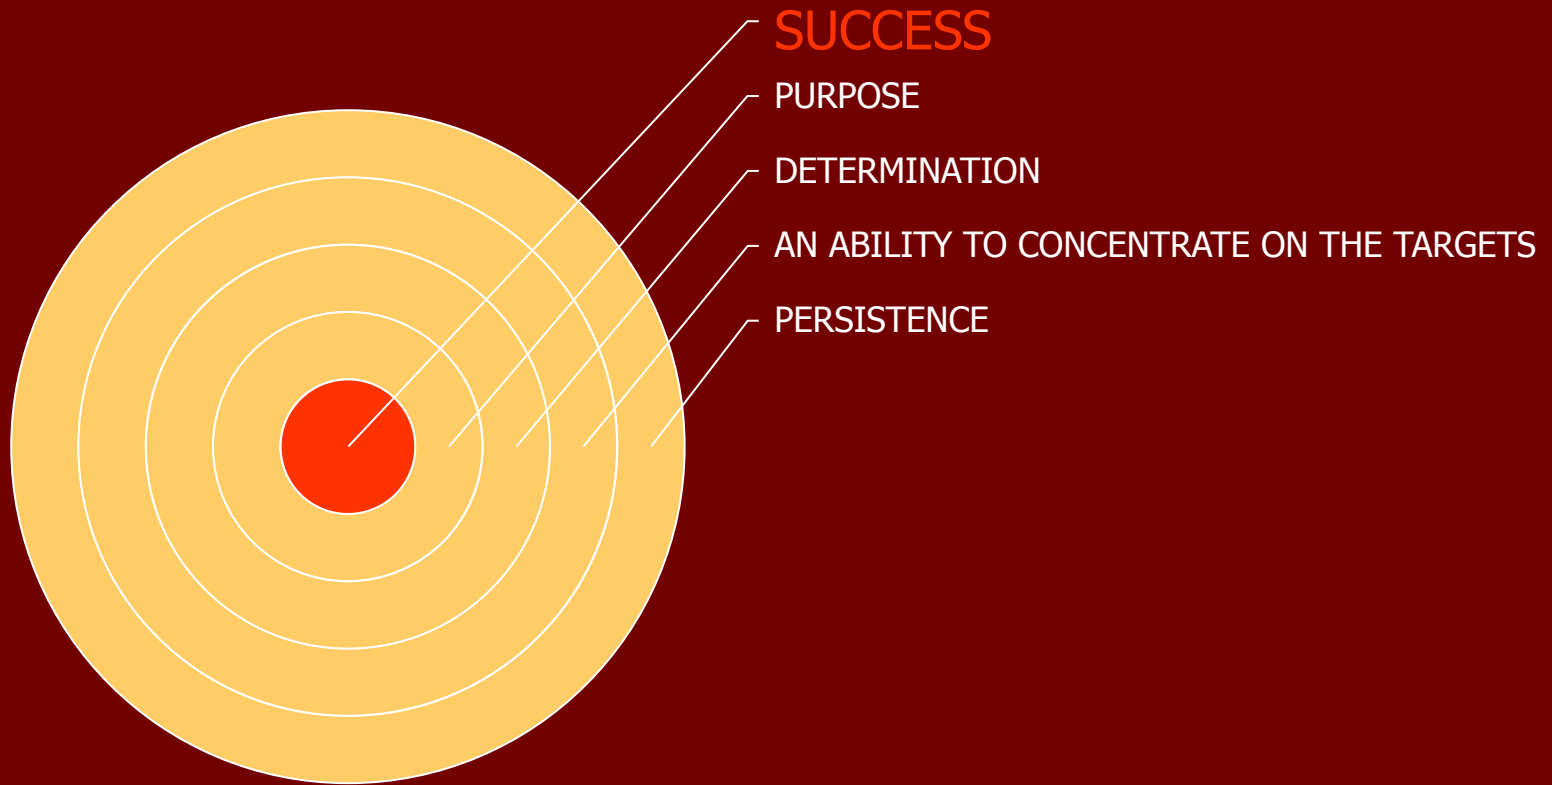 SUCCESS
PURPOSE
DETERMINATION
AN ABILITY TO CONCENTRATE ON THE TARGETS
PERSISTENCE